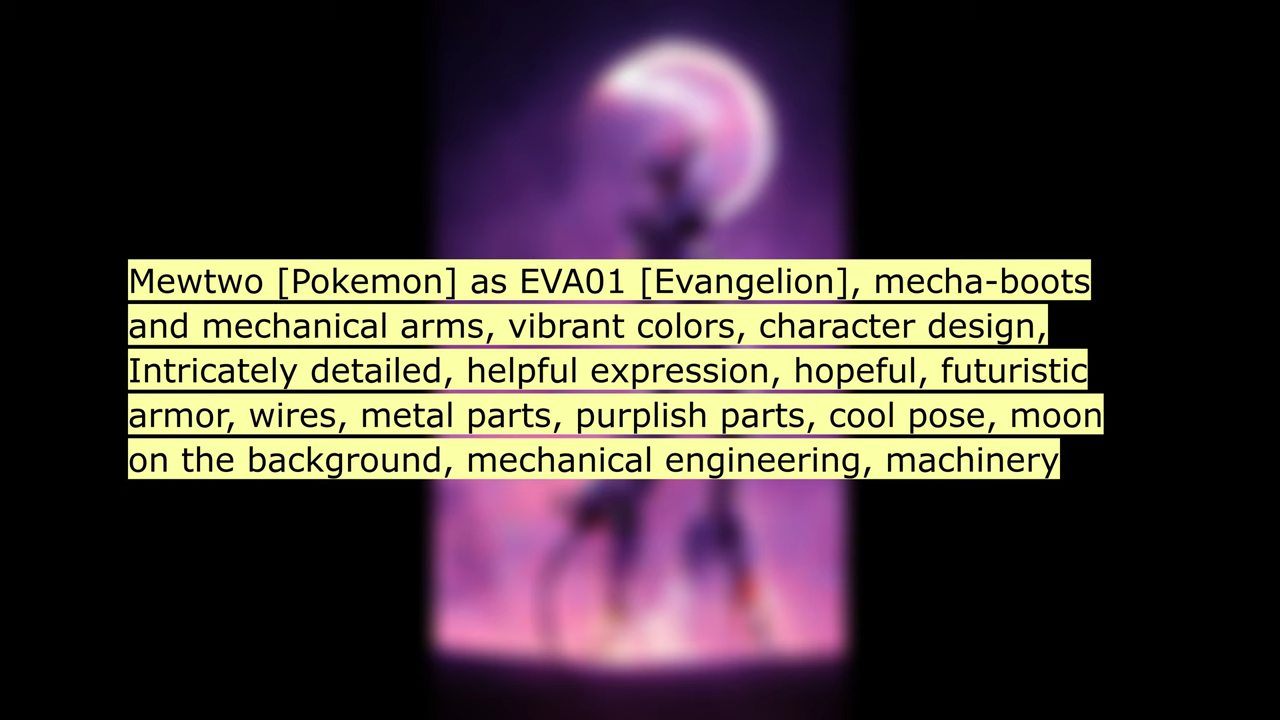 Mewtwo [Pokemon] as EVA01 [Evangelion], mecha-boots
and mechanical arms, vibrant colors, character design,
Intricately detailed, helpful expression, hopeful, futuristic
armor, wires, metal parts, purplish parts, cool pose, moon
on the background, mechanical engineering, machinery